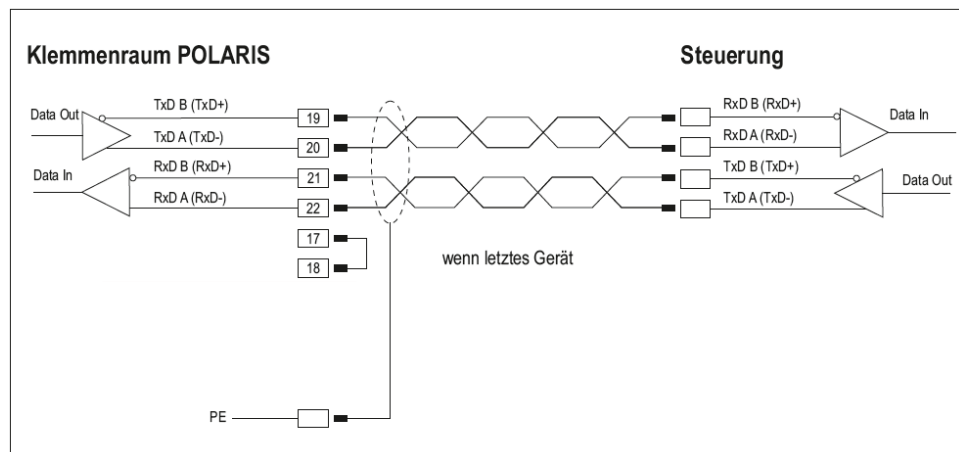 Klemmenraum POLARIS
Steuerung
Data Out
TxD B (TxD+)
19
RxD B (RxD+)
Data In
TxD A (TxD-)
20
RxD A (RxD-)
Data In
RxD B (RxD+)
21
TxD B (TxD+)
Data Out
RxD A (RxD-)
22
TxD A (TxD-)
17
18
wenn letztes Gerät
PE